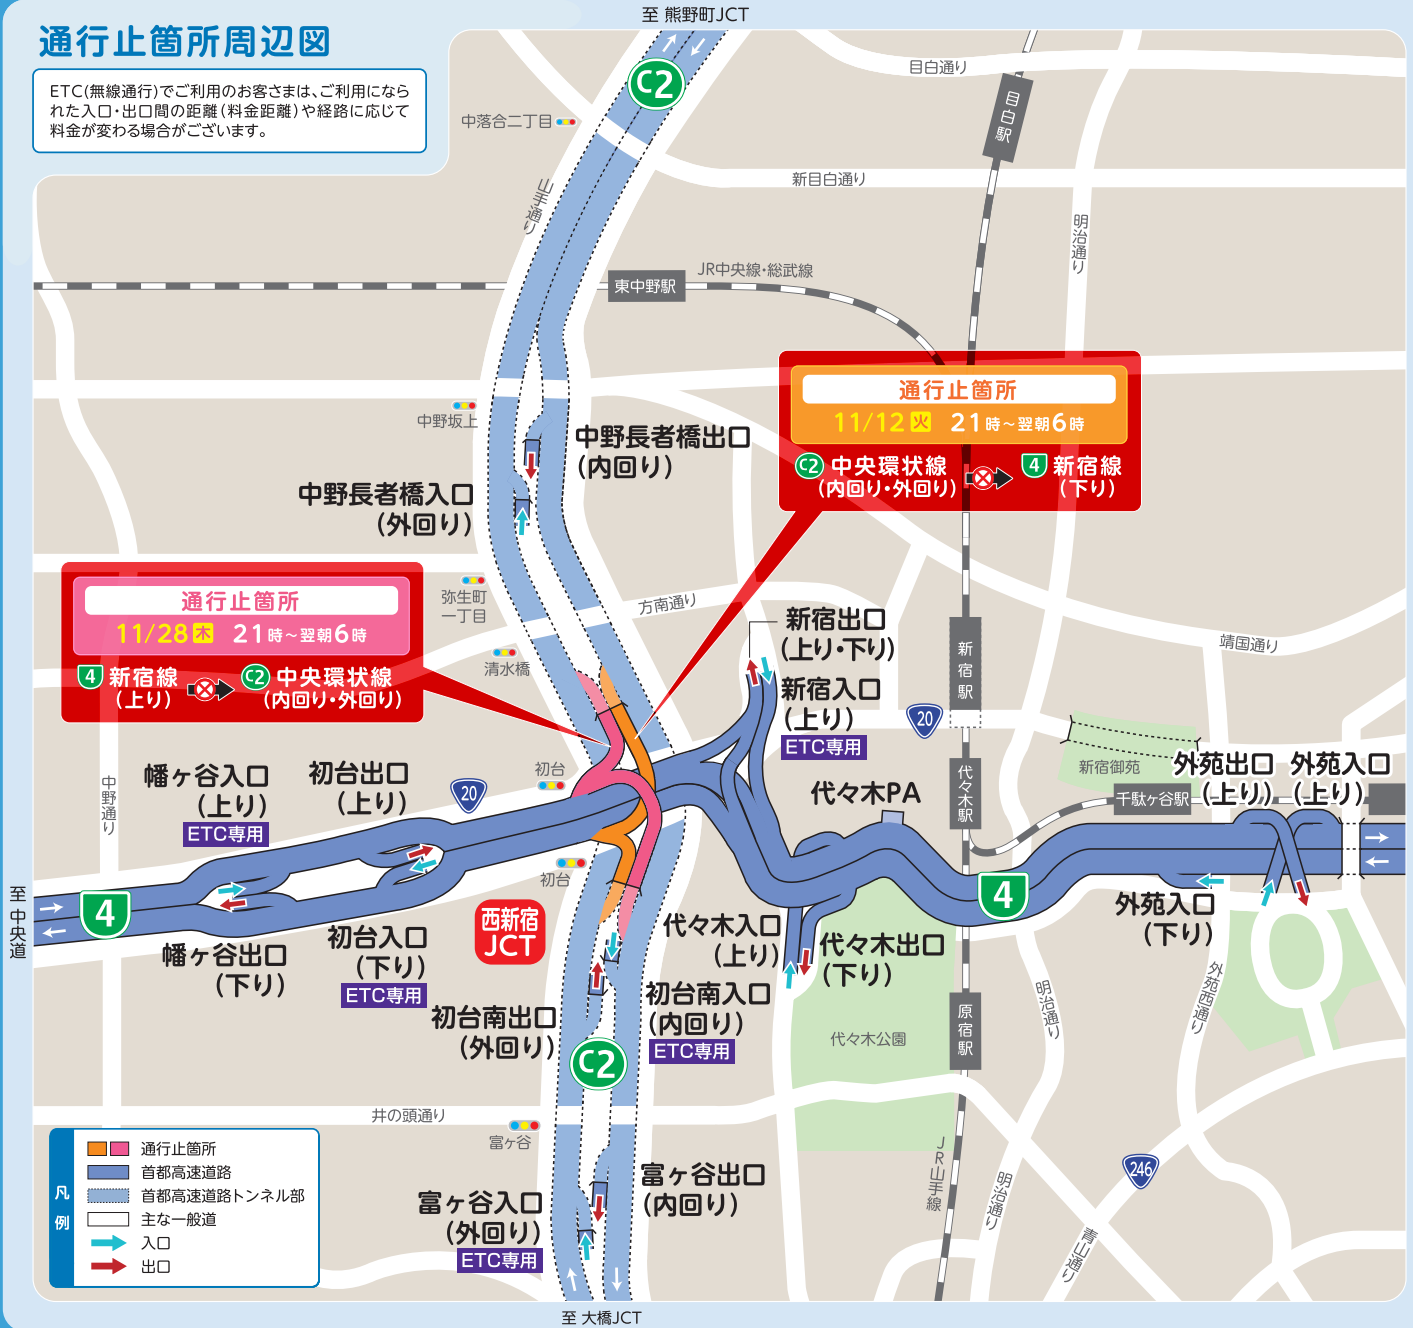 通行止箇所周辺図
ETC(無線通行)でご利用のお客さまは、ご利用になら
れた入口・出口間の距離(料金距離)や経路に応じて
料金が変わる場合がございます。
至 熊野町JCT
C2
目白通り
目白駅
中落合二丁目
新目白通り
山手通り
明治通り
JR中央線・総武線
東中野駅
通行止箇所
11/12 火 21時〜翌朝6時
C2 中央環状線
(内回り・外回り)
4 新宿線
(下り)
中野坂上
中野長者橋出口
(内回り)
中野長者橋入口
(外回り)
通行止箇所
11/28 木 21時〜翌朝6時
4 新宿線
(上り)
C2 中央環状線
(内回り・外回り)
弥生町
一丁目
方南通り
清水橋
新宿出口
(上り・下り)
新宿入口
(上り)
ETC専用
新宿駅
20
靖国通り
新宿御苑
外苑出口
(上り)
外苑入口
(上り)
千駄ヶ谷駅
代々木駅
代々木PA
中野通り
幡ヶ谷入口
(上り)
ETC専用
初台出口
(上り)
20
初台
初台
至 中央道
4
4
幡ヶ谷出口
(下り)
初台入口
(下り)
ETC専用
西新宿
JCT
代々木入口
(上り)
代々木出口
(下り)
外苑入口
(下り)
外苑西通り
明治通り
原宿駅
初台南出口
(外回り)
初台南入口
(内回り)
ETC専用
代々木公園
C2
井の頭通り
富ヶ谷
富ヶ谷出口
(内回り)
富ヶ谷入口
(外回り)
ETC専用
JR山手線
明治通り
青山通り
246
凡例
通行止箇所
首都高速道路
首都高速道路トンネル部
主な一般道
入口
出口
至 大橋JCT